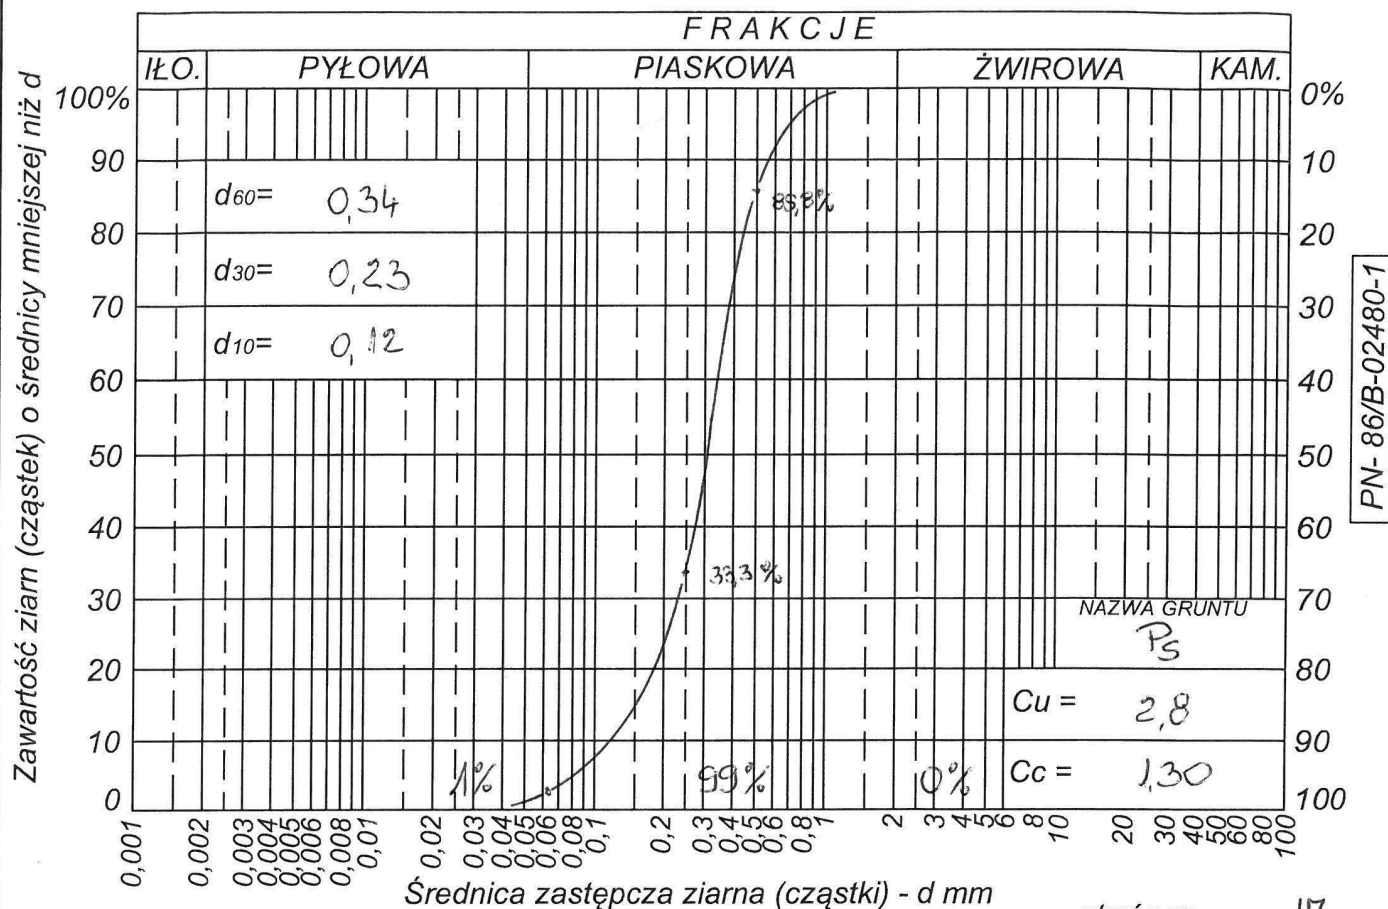 FRAKCJE
IŁO. PYŁOWA PIASKOWA ŻWIROWA KAM.
Zawartość ziarn (cząstek) o średnicy mniejszej niż d
100% 0%
90 10
d60= 0,34 85,8%
80 20
d30= 0,23
70 30
d10= 0,12
60 40
50 50
40 60
33,3%
30 70
NAZWA GRUNTU
Ps
20 80
Cu = 2,8
10 90
1% 99% 0% Cc = 1,30
0 100
0,001 0,002 0,003 0,004 0,005 0,006 0,008 0,01 0,02 0,03 0,04 0,05 0,06 0,08 0,1 0,2 0,3 0,4 0,5 0,6 0,8 1 2 3 4 5 6 8 10 20 30 40 50 60 80 100
Średnica zastępcza ziarna (cząstki) - d mm
PN- 86/B-02480-1